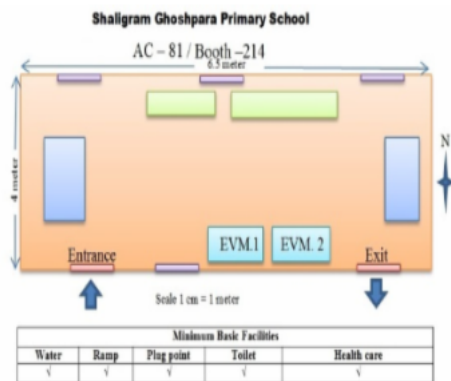 Shaligram Ghoshpara Primary School
AC – 81 / Booth –214
6.5 meter
4 meter
N
EVM.1 EVM. 2
Entrance Exit
Scale 1 cm = 1 meter
Minimum Basic Facilities
Water Ramp Plug point Toilet Health care
√ √ √ √ √